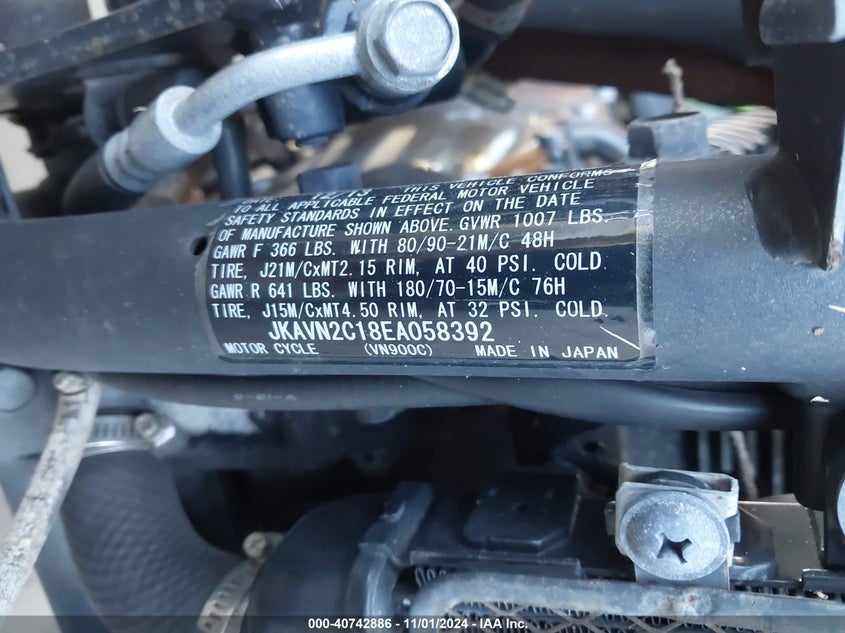 12/13 THIS VEHICLE CONFORMS
TO ALL APPLICABLE FEDERAL MOTOR VEHICLE
SAFETY STANDARDS IN EFFECT ON THE DATE
OF MANUFACTURE SHOWN ABOVE. GVWR 1007 LBS.
GAWR F 366 LBS. WITH 80/90-21M/C 48H
TIRE, J21M/CxMT2.15 RIM, AT 40 PSI. COLD
GAWR R 641 LBS. WITH 180/70-15M/C 76H
TIRE, J15M/CxMT4.50 RIM, AT 32 PSI. COLD
JKAVN2C18EA058392
MOTOR CYCLE (VN900C) MADE IN JAPAN
000-40742886 - 11/01/2024 - IAA Inc.